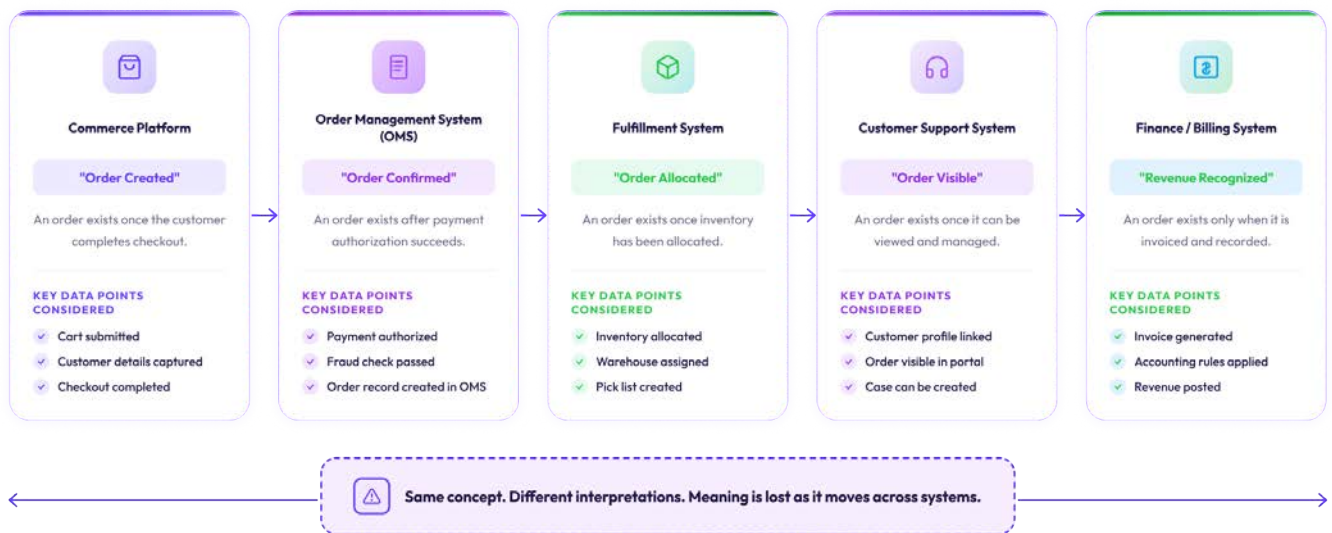 Commerce Platform
"Order Created"
An order exists once the customer
completes checkout.
KEY DATA POINTS
CONSIDERED
Cart submitted
Customer details captured
Checkout completed
Order Management System
(OMS)
"Order Confirmed"
An order exists after payment
authorization succeeds.
KEY DATA POINTS
CONSIDERED
Payment authorized
Fraud check passed
Order record created in OMS
Fulfillment System
"Order Allocated"
An order exists once inventory
has been allocated.
KEY DATA POINTS
CONSIDERED
Inventory allocated
Warehouse assigned
Pick list created
Customer Support System
"Order Visible"
An order exists once it can be
viewed and managed.
KEY DATA POINTS
CONSIDERED
Customer profile linked
Order visible in portal
Case can be created
Finance / Billing System
"Revenue Recognized"
An order exists only when it is
invoiced and recorded.
KEY DATA POINTS
CONSIDERED
Invoice generated
Accounting rules applied
Revenue posted
Same concept. Different interpretations. Meaning is lost as it moves across systems.